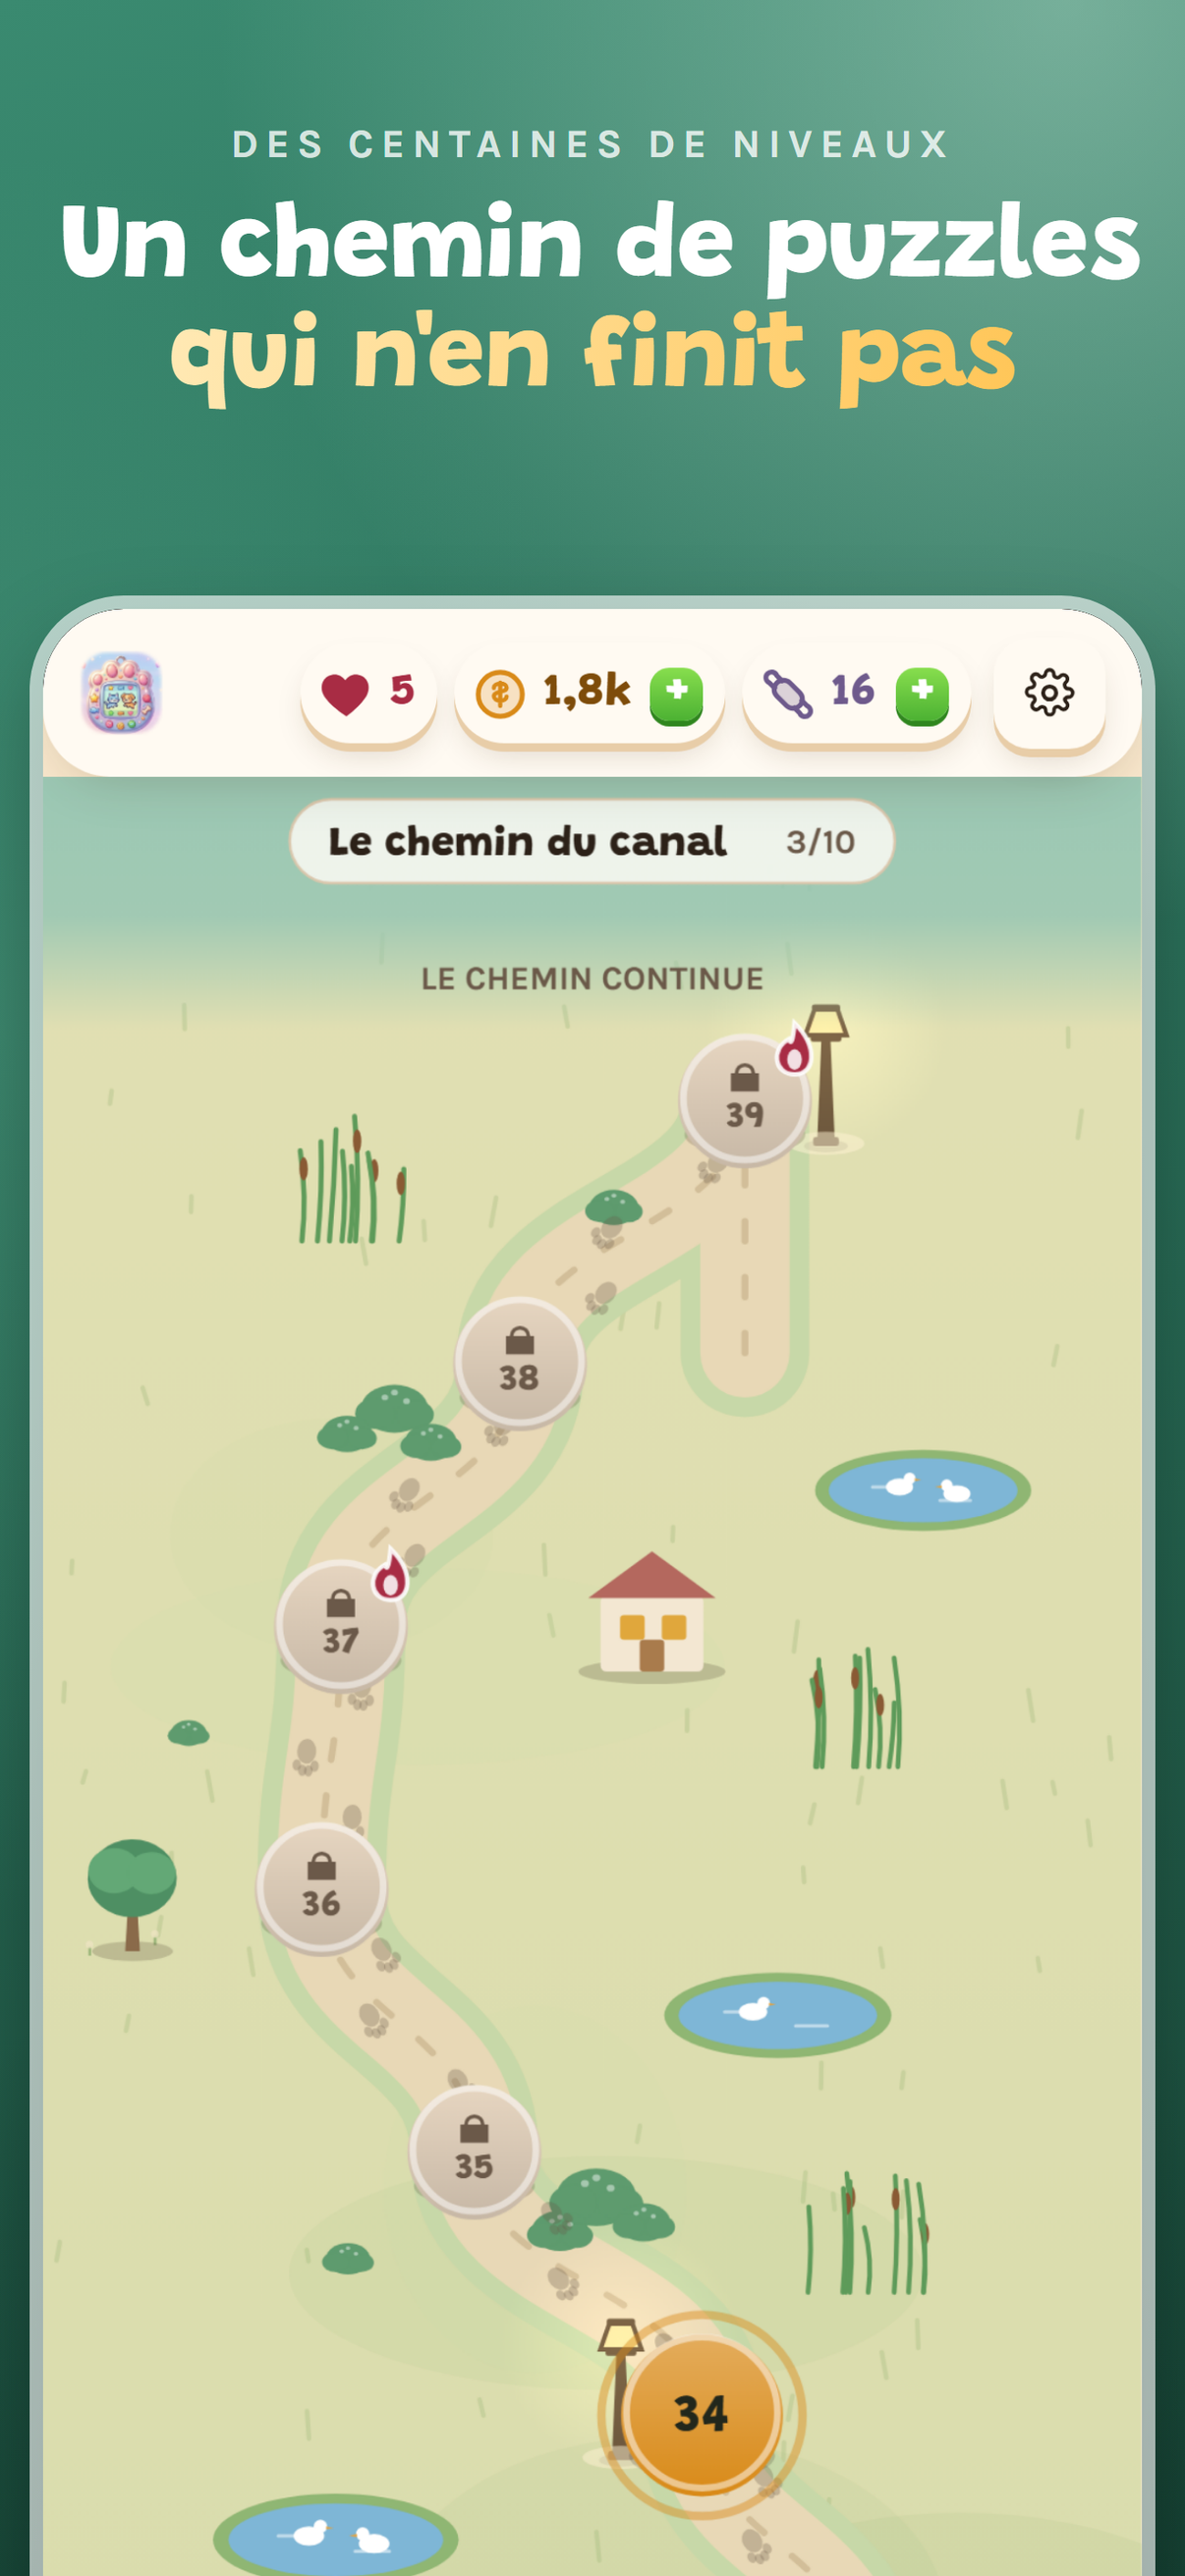 DES CENTAINES DE NIVEAUX
Un chemin de puzzles
qui n'en finit pas
5 1,8k + 16 +
Le chemin du canal 3/10
LE CHEMIN CONTINUE
39
38
37
36
35
34